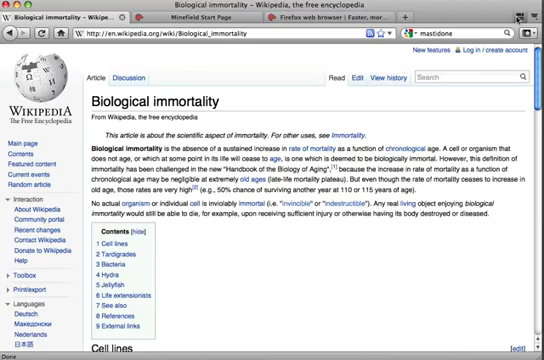 Biological immortality – Wikipedia, the free encyclopedia
Biological immortality – Wikipe...
Minefield Start Page
Firefox web browser | Faster, mor...
http://en.wikipedia.org/wiki/Biological_immortality
mastidone
New features
Log in / create account
WIKIPEDIA
The Free Encyclopedia
Article
Discussion
Read
Edit
View history
Search
Main page
Contents
Featured content
Current events
Random article
Interaction
About Wikipedia
Community portal
Recent changes
Contact Wikipedia
Donate to Wikipedia
Help
Toolbox
Print/export
Languages
Deutsch
Македонски
Nederlands
日本語
Biological immortality
From Wikipedia, the free encyclopedia
This article is about the scientific aspect of immortality. For other uses, see Immortality.
Biological immortality is the absence of a sustained increase in rate of mortality as a function of chronological age. A cell or organism that
does not age, or which at some point in its life will cease to age, is one which is deemed to be biologically immortal. However, this definition of
immortality has been challenged in the new "Handbook of the Biology of Aging",[1] because the increase in rate of mortality as a function of
chronological age may be negligible at extremely old ages (late-life mortality plateau). But even though the rate of mortality ceases to increase in
old age, those rates are very high[2] (e.g., 50% chance of surviving another year at 110 or 115 years of age).
No actual organism or individual cell is inviolably immortal (i.e. "invincible" or "indestructible"). Any real living object enjoying biological
immortality would still be able to die, for example, upon receiving sufficient injury or otherwise having its body destroyed or diseased.
Contents [hide]
1 Cell lines
2 Tardigrades
3 Bacteria
4 Hydra
5 Jellyfish
6 Life extensionists
7 See also
8 References
9 External links
Cell lines
[edit]
Done